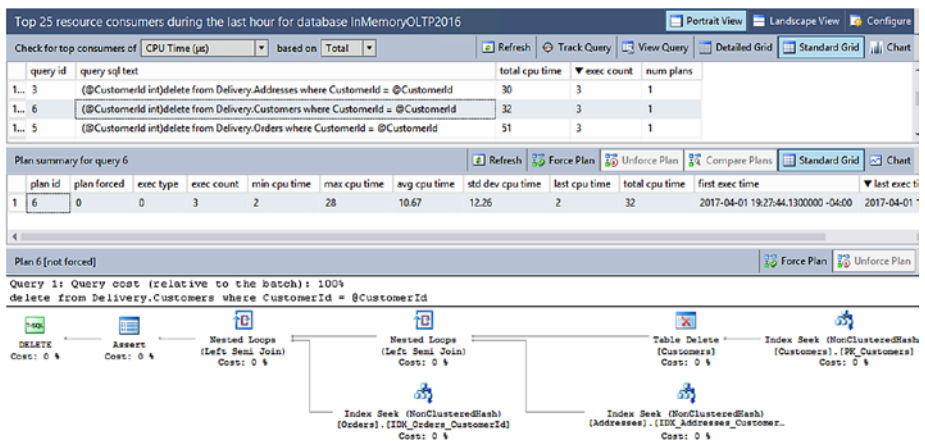 Top 25 resource consumers during the last hour for database InMemoryOLTP2016 Portrait View Landscape View Configure
Check for top consumers of CPU Time (µs) based on Total Refresh Track Query View Query Detailed Grid Standard Grid Chart
query id query sql text total cpu time ▼ exec count num plans
1... 3 (@CustomerId int)delete from Delivery.Addresses where CustomerId = @CustomerId 30 3 1
1... 6 (@CustomerId int)delete from Delivery.Customers where CustomerId = @CustomerId 32 3 1
1... 5 (@CustomerId int)delete from Delivery.Orders where CustomerId = @CustomerId 51 3 1
Plan summary for query 6 Refresh Force Plan Unforce Plan Compare Plans Standard Grid Chart
plan id plan forced exec type exec count min cpu time max cpu time avg cpu time std dev cpu time last cpu time total cpu time first exec time ▼ last exec ti
1 6 0 0 3 2 28 10.67 12.26 2 32 2017-04-01 19:27:44.1300000 -04:00 2017-04-01 1
Plan 6 [not forced] Force Plan Unforce Plan
Query 1: Query cost (relative to the batch): 100%
delete from Delivery.Customers where CustomerId = @CustomerId
T-SQL
DELETE Assert Nested Loops Nested Loops Table Delete Index Seek (NonClusteredHash
Cost: 0 % Cost: 0 % (Left Semi Join) (Left Semi Join) [Customers] [Customers].[PK_Customers]
Cost: 0 % Cost: 0 % Cost: 0 % Cost: 0 %
Index Seek (NonClusteredHash) Index Seek (NonClusteredHash)
[Orders].[IDX_Orders_CustomerId] [Addresses].[IDX_Addresses_Customer...
Cost: 0 % Cost: 0 %